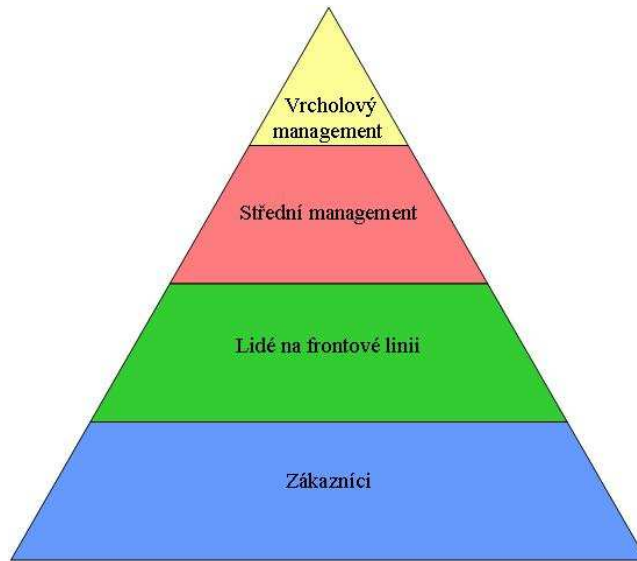 Vrcholový
management
Střední management
Lidé na frontové linii
Zákazníci